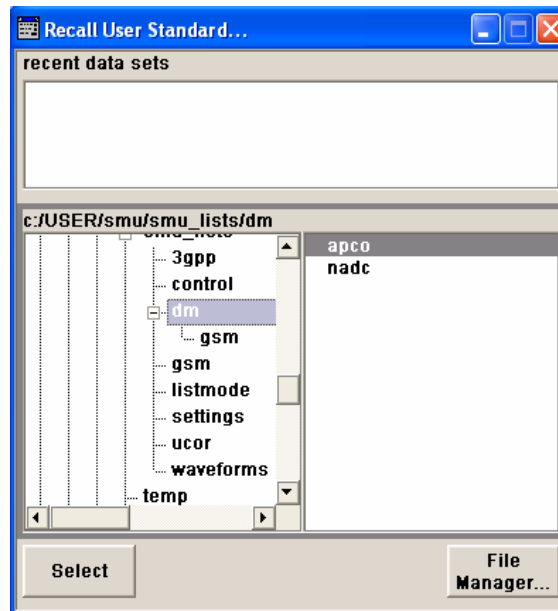 Recall User Standard...
recent data sets
c:/USER/smu/smu_lists/dm
smu_lists
3gpp
control
dm
gsm
gsm
listmode
settings
ucor
waveforms
temp
apco
nadc
Select
File
Manager...